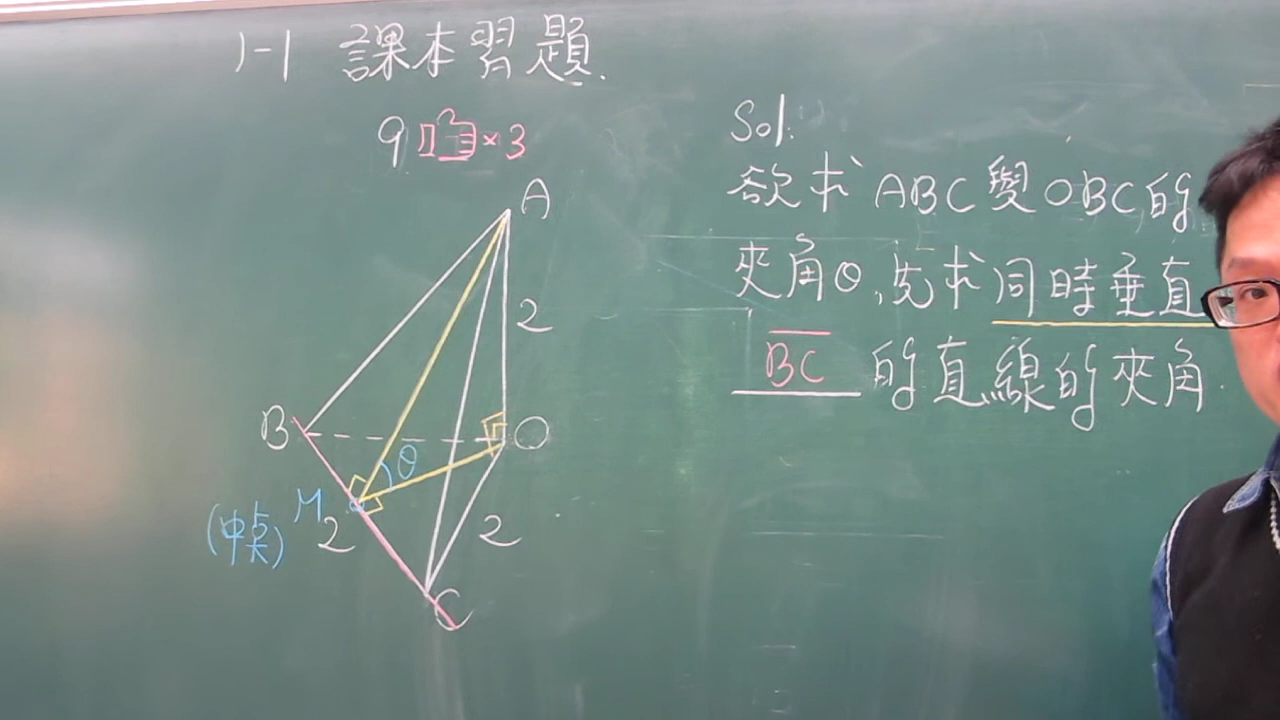 1-1 課本習題.
9 × 3
A
2
B
O
θ
M
(中点)
2
2
C
Sol:
欲求 ABC與OBC的
夾角θ,先求同時垂直
BC 的直線的夾角.